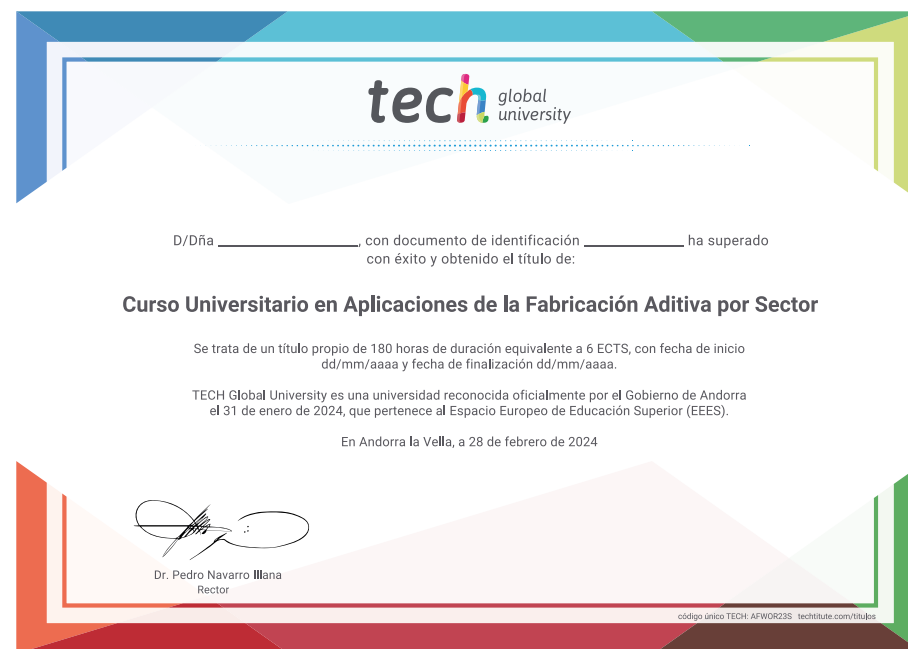 tech global university
D/Dña ______________, con documento de identificación __________ ha superado
con éxito y obtenido el título de:
Curso Universitario en Aplicaciones de la Fabricación Aditiva por Sector
Se trata de un título propio de 180 horas de duración equivalente a 6 ECTS, con fecha de inicio
dd/mm/aaaa y fecha de finalización dd/mm/aaaa.
TECH Global University es una universidad reconocida oficialmente por el Gobierno de Andorra
el 31 de enero de 2024, que pertenece al Espacio Europeo de Educación Superior (EEES).
En Andorra la Vella, a 28 de febrero de 2024
Dr. Pedro Navarro Illana
Rector
código único TECH: AFWOR23S techtitute.com/titulos